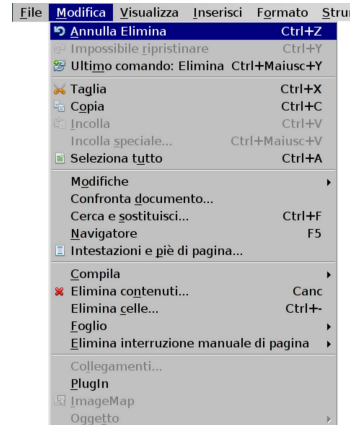 File Modifica Visualizza Inserisci Formato
Annulla Elimina Ctrl+Z
Impossibile ripristinare Ctrl+Y
Ultimo comando: Elimina Ctrl+Maiusc+Y
Taglia Ctrl+X
Copia Ctrl+C
Incolla Ctrl+V
Incolla speciale... Ctrl+Maiusc+V
Seleziona tutto Ctrl+A
Modifiche
Confronta documento...
Cerca e sostituisci... Ctrl+F
Navigatore F5
Intestazioni e piè di pagina...
Compila
Elimina contenuti... Canc
Elimina celle... Ctrl+-
Foglio
Elimina interruzione manuale di pagina
Collegamenti...
PlugIn
ImageMap
Oggetto